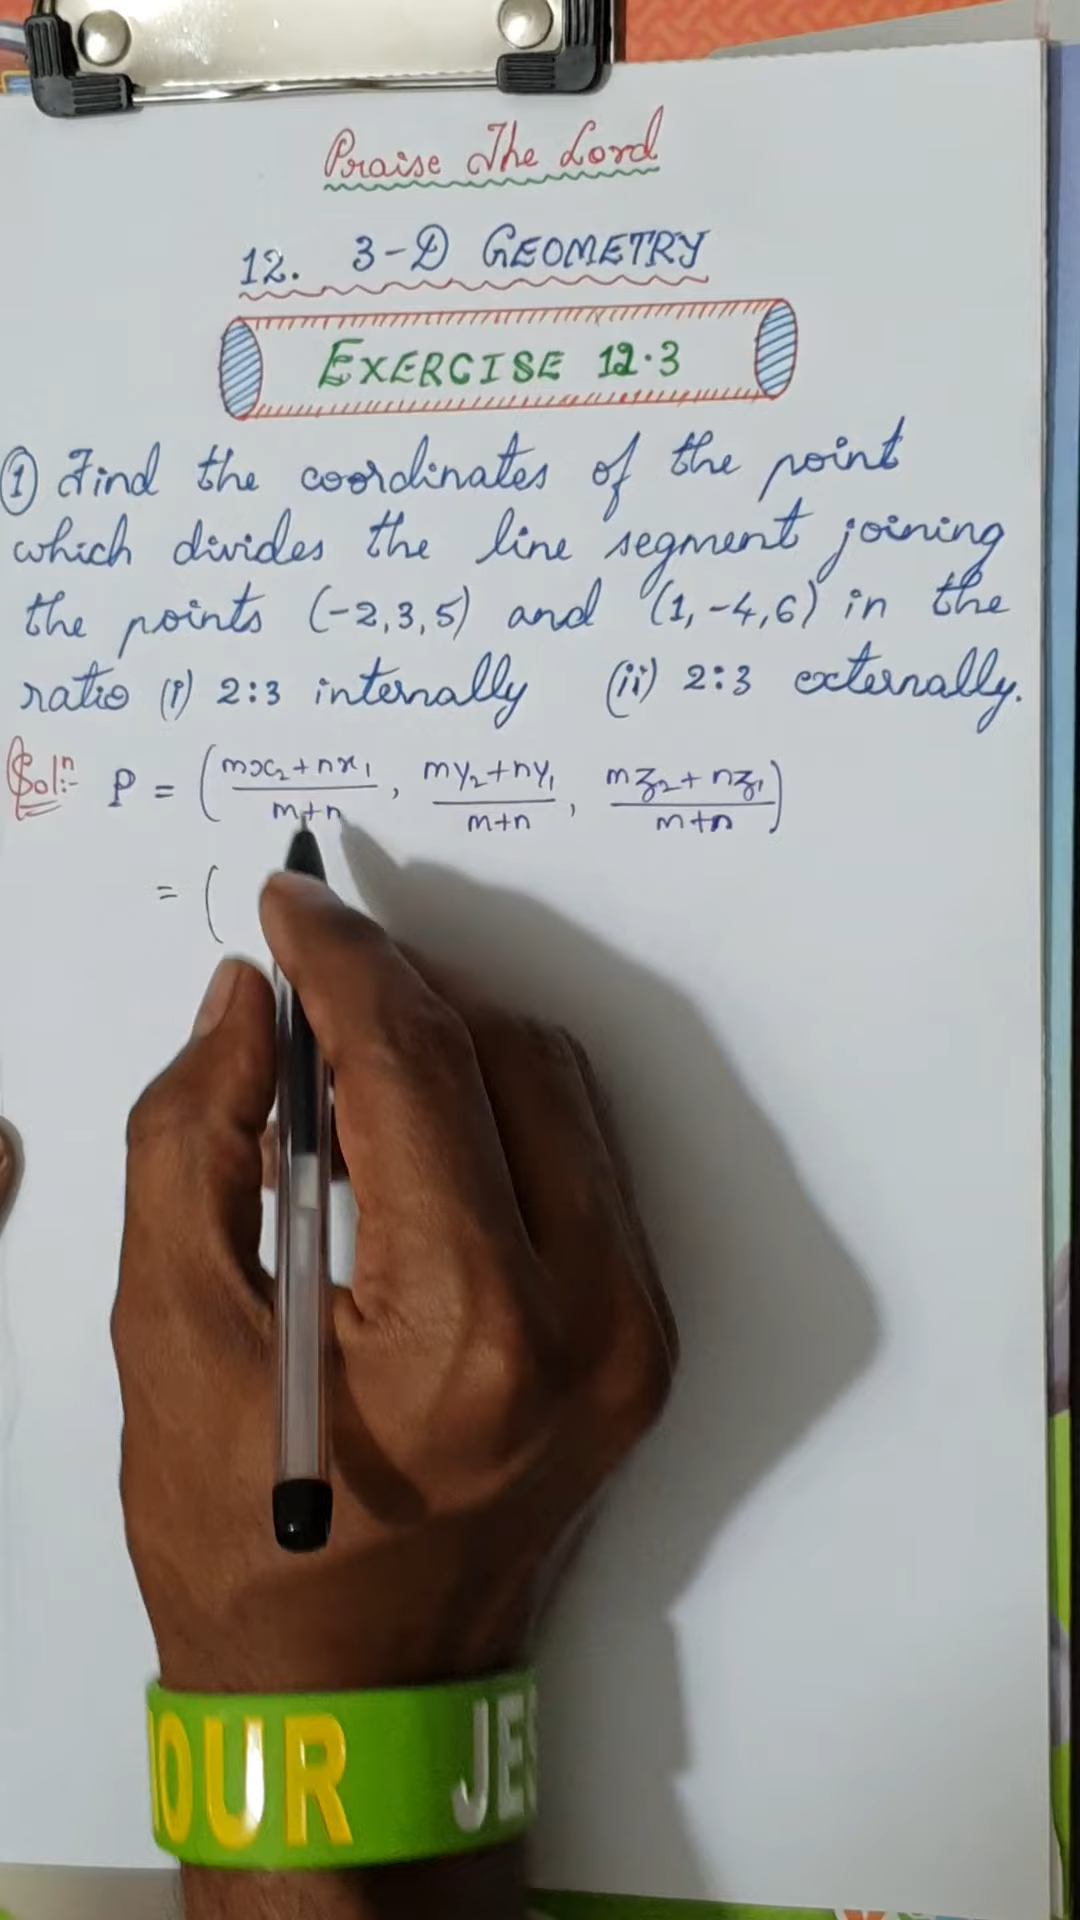 Praise The Lord
12. 3-D GEOMETRY
EXERCISE 12.3
① Find the coordinates of the point
which divides the line segment joining
the points (-2,3,5) and (1,-4,6) in the
ratio (i) 2:3 internally (ii) 2:3 externally.
Solⁿ:- P = ( mx₂+nx₁ / m+n , my₂+ny₁ / m+n , mz₂+nz₁ / m+n )
= (
OUR JES